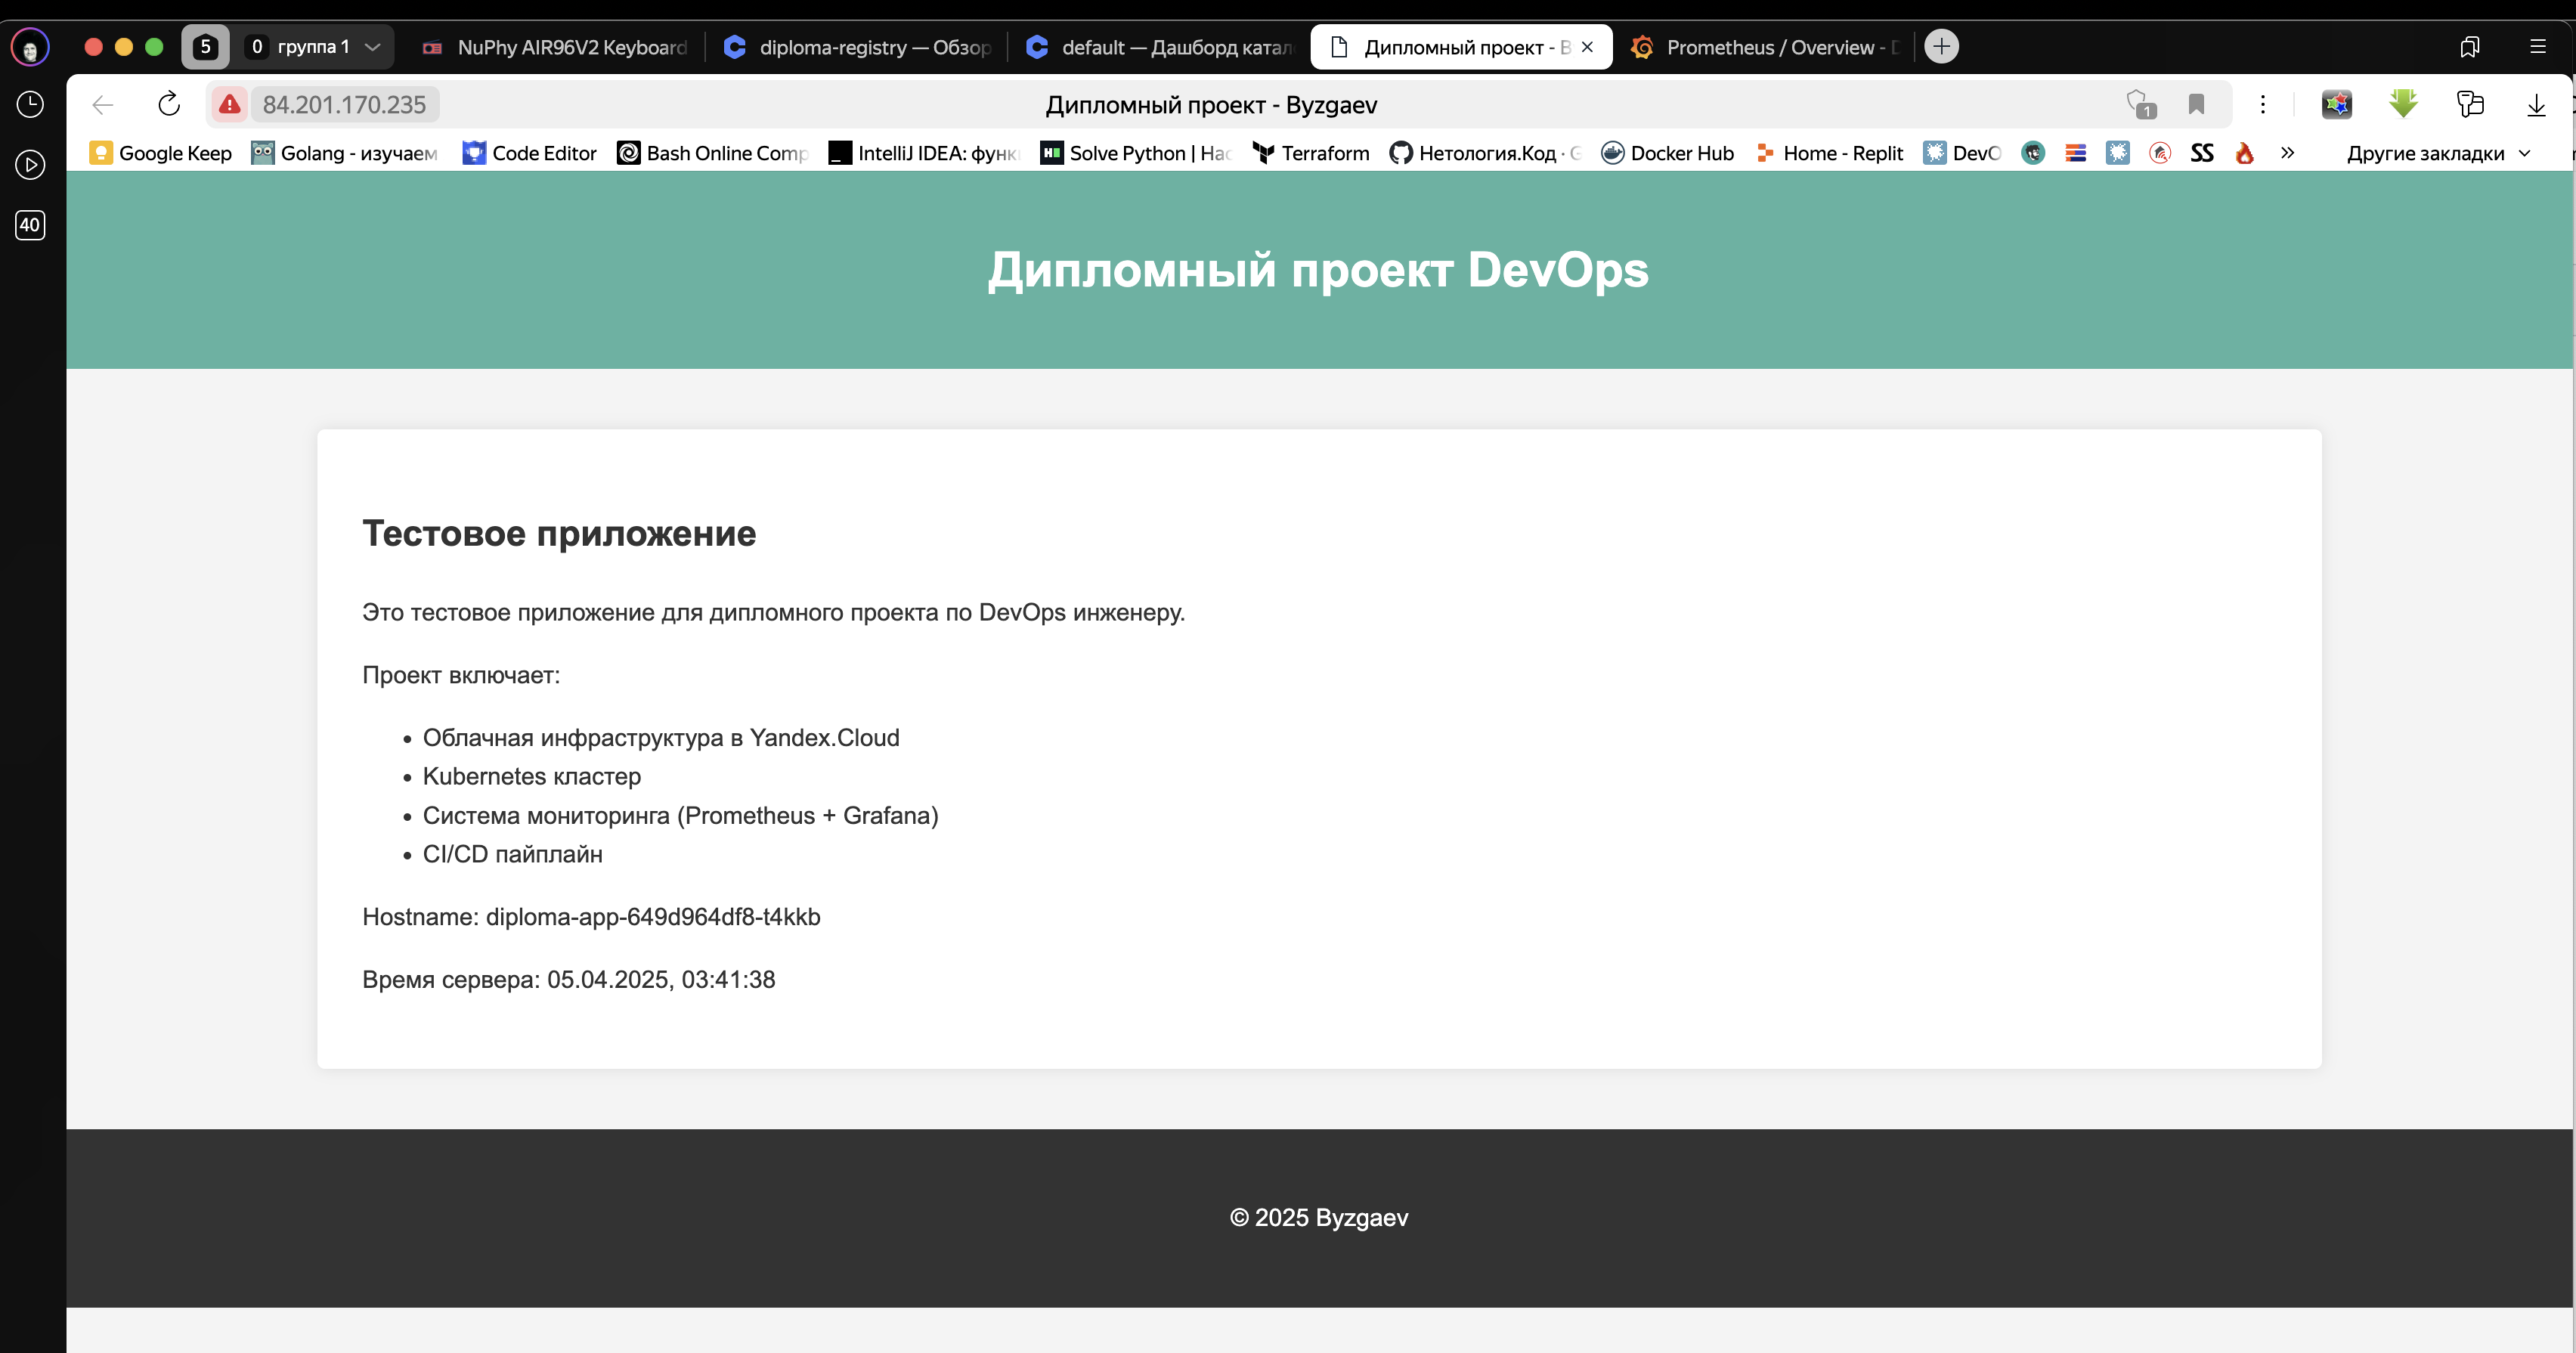 5
0 группа 1
NuPhy AIR96V2 Keyboard
diploma-registry — Обзор
default — Дашборд катал
Дипломный проект - B
Prometheus / Overview -
84.201.170.235
Дипломный проект - Byzgaev
1
40
Google Keep
Golang - изучаем
Code Editor
Bash Online Comp
IntelliJ IDEA: функ
Solve Python | Hac
Terraform
Нетология.Код · G
Docker Hub
Home - Replit
DevO
SS
Другие закладки
Дипломный проект DevOps
Тестовое приложение
Это тестовое приложение для дипломного проекта по DevOps инженеру.
Проект включает:
• Облачная инфраструктура в Yandex.Cloud
• Kubernetes кластер
• Система мониторинга (Prometheus + Grafana)
• CI/CD пайплайн
Hostname: diploma-app-649d964df8-t4kkb
Время сервера: 05.04.2025, 03:41:38
© 2025 Byzgaev